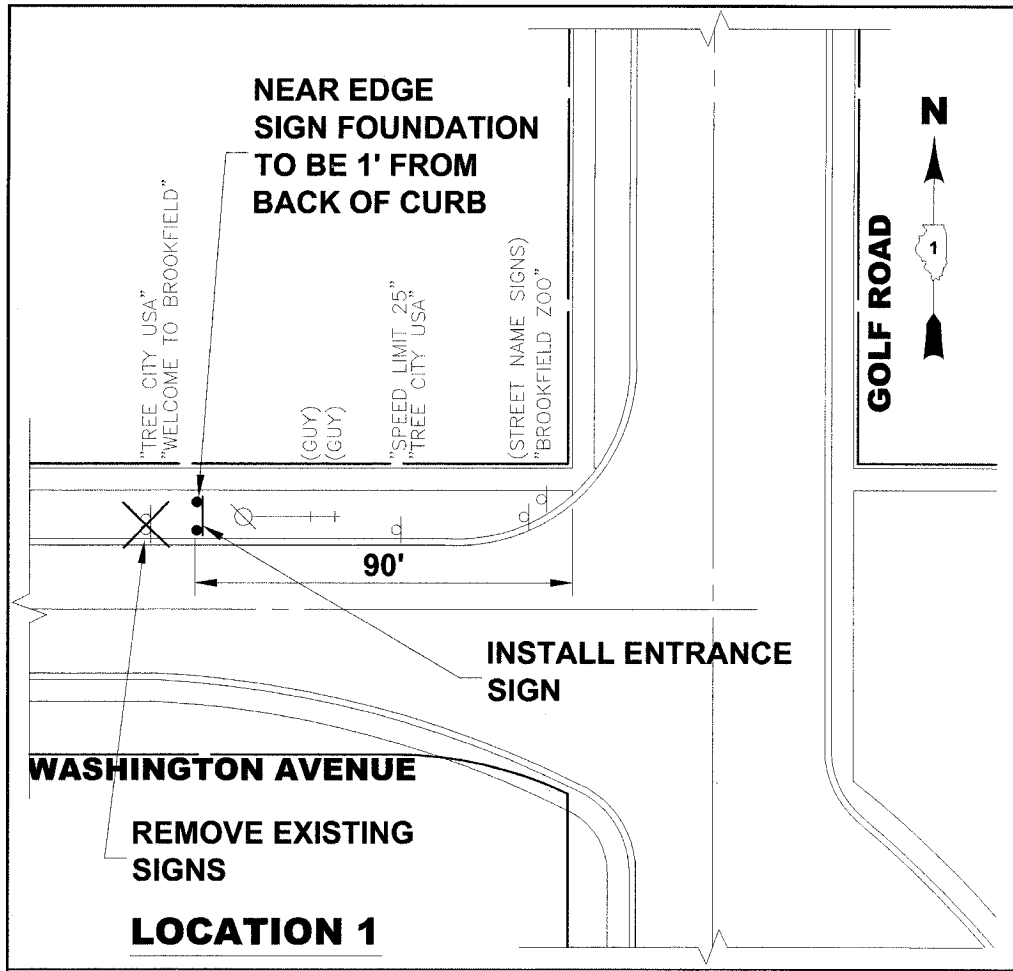 NEAR EDGE
SIGN FOUNDATION
TO BE 1' FROM
BACK OF CURB
N
1
GOLF ROAD
"TREE CITY USA"
"WELCOME TO BROOKFIELD"
(GUY)
(GUY)
"SPEED LIMIT 25"
"TREE CITY USA"
(STREET NAME SIGNS)
"BROOKFIELD ZOO"
90'
INSTALL ENTRANCE
SIGN
WASHINGTON AVENUE
REMOVE EXISTING
SIGNS
LOCATION 1